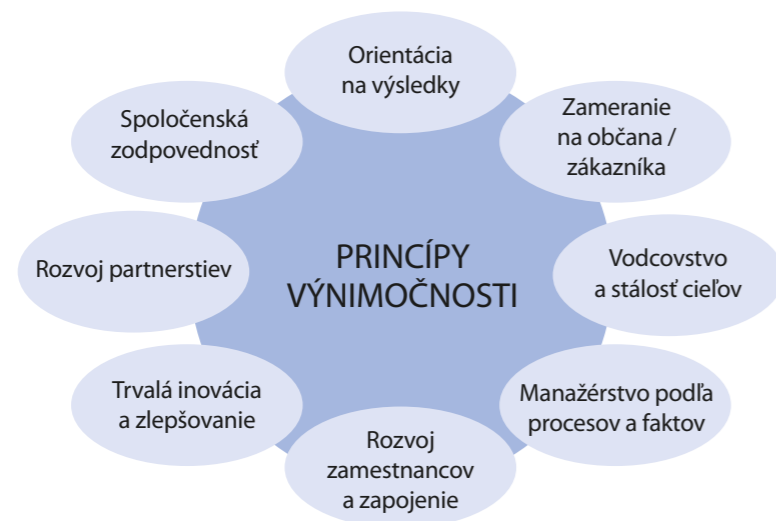 Orientácia
na výsledky
Zameranie
na občana /
zákazníka
Vodcovstvo
a stálosť cieľov
Manažérstvo podľa
procesov a faktov
Rozvoj
zamestnancov
a zapojenie
Trvalá inovácia
a zlepšovanie
Rozvoj partnerstiev
Spoločenská
zodpovednosť
PRINCÍPY
VÝNIMOČNOSTI